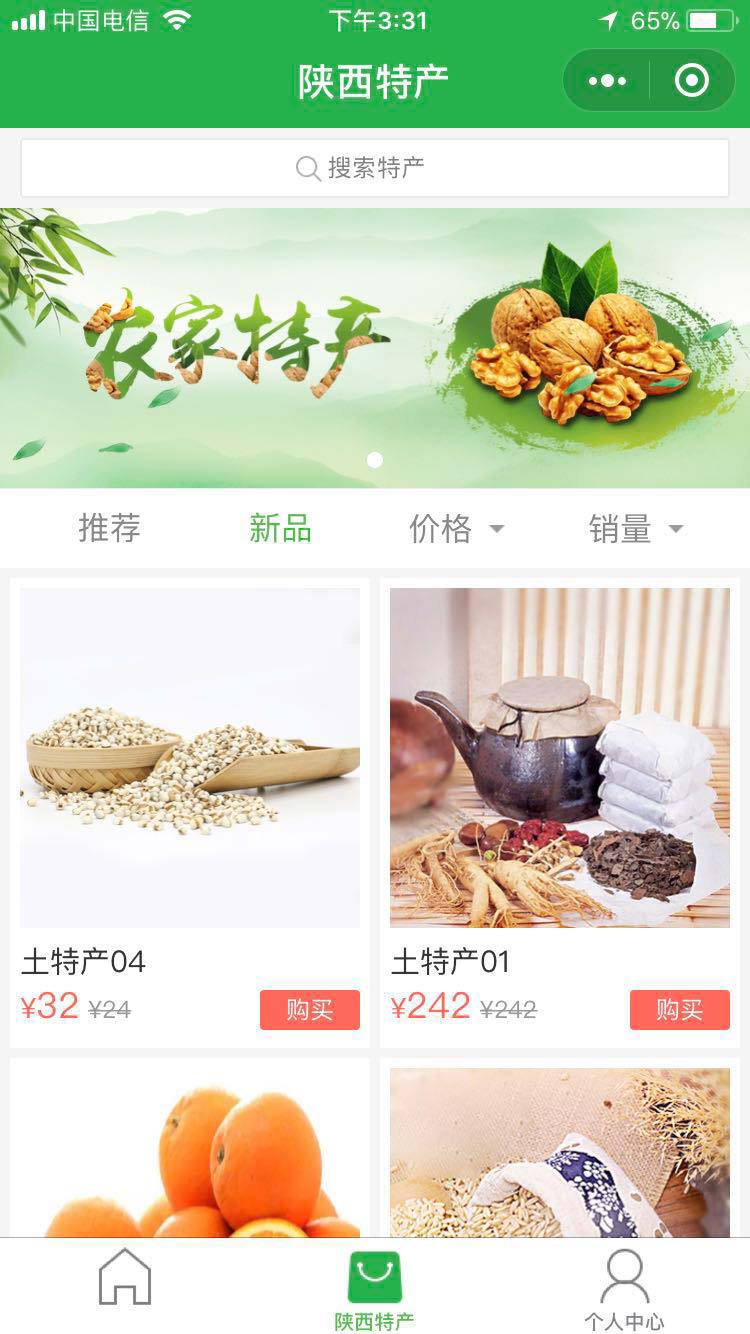 中国电信 下午3:31 65%
陕西特产
搜索特产
农家特产
推荐 新品 价格 销量
土特产04 土特产01
¥32 ¥24 购买 ¥242 ¥242 购买
陕西特产 个人中心